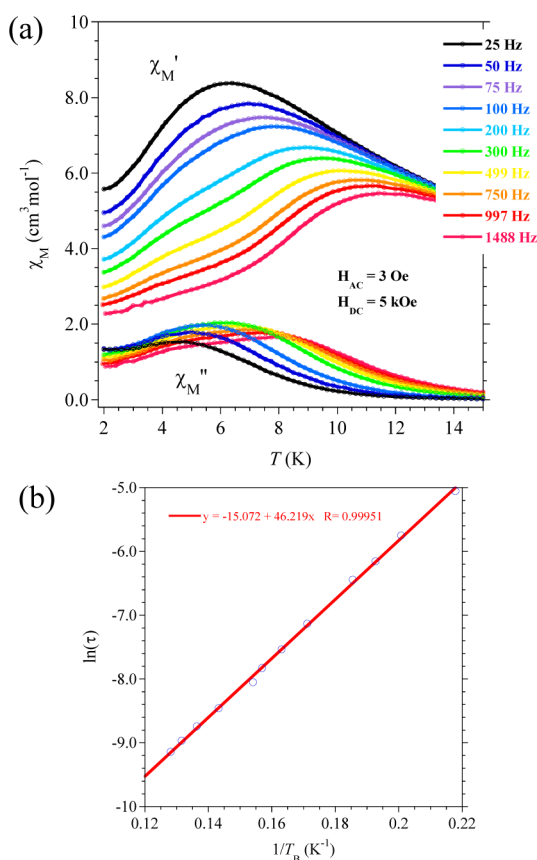 (a)
10
8.0
6.0
4.0
2.0
0.0
χM (cm³ mol⁻¹)
χM'
χM"
25 Hz
50 Hz
75 Hz
100 Hz
200 Hz
300 Hz
499 Hz
750 Hz
997 Hz
1488 Hz
HAC = 3 Oe
HDC = 5 kOe
2 4 6 8 10 12 14
T (K)
(b)
-5.0
-6.0
-7.0
-8.0
-9.0
-10
ln(τ)
y = -15.072 + 46.219x R= 0.99951
0.12 0.14 0.16 0.18 0.2 0.22
1/TB (K⁻¹)